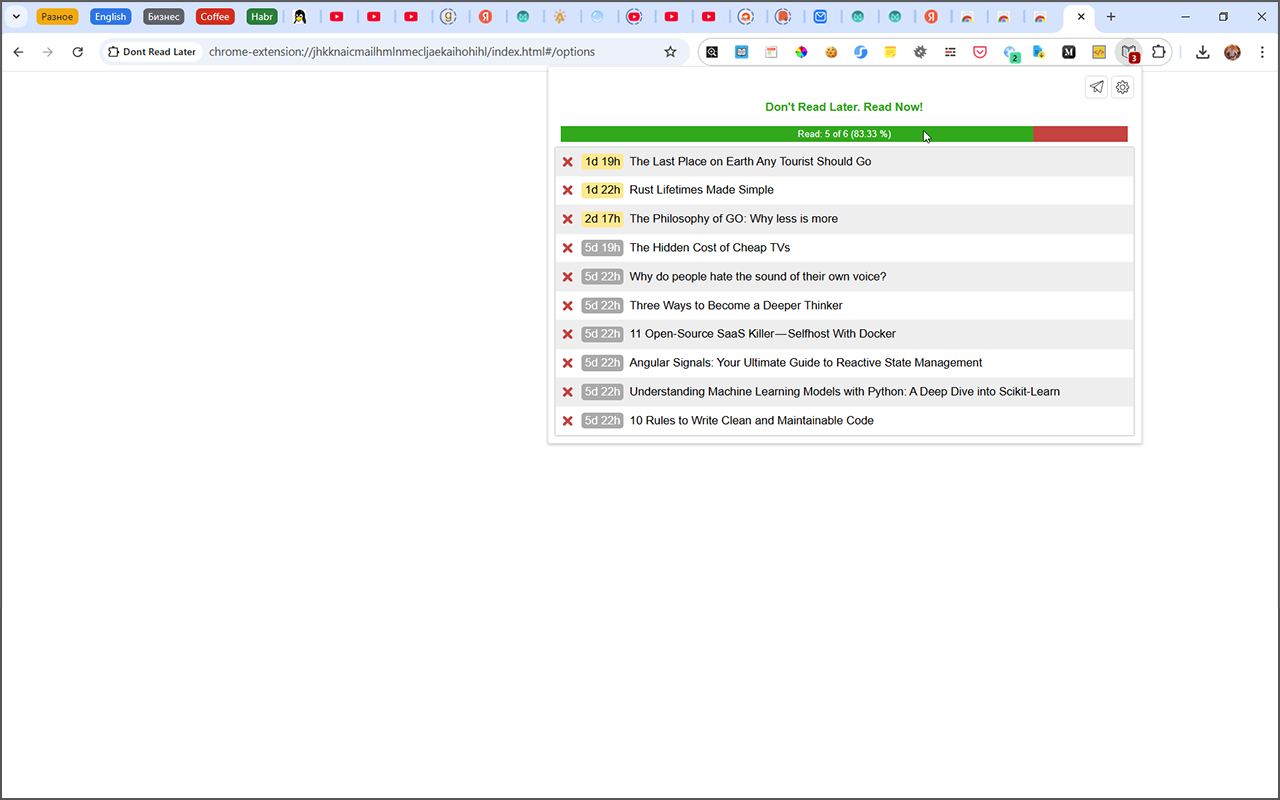 Разное English Бизнес Coffee Habr
Dont Read Later chrome-extension://jhkknaicmailhmlnmecljaekaihohihl/index.html#/options 2 M 3
Don't Read Later. Read Now!
Read: 5 of 6 (83.33 %)
1d 19h The Last Place on Earth Any Tourist Should Go
1d 22h Rust Lifetimes Made Simple
2d 17h The Philosophy of GO: Why less is more
5d 19h The Hidden Cost of Cheap TVs
5d 22h Why do people hate the sound of their own voice?
5d 22h Three Ways to Become a Deeper Thinker
5d 22h 11 Open-Source SaaS Killer — Selfhost With Docker
5d 22h Angular Signals: Your Ultimate Guide to Reactive State Management
5d 22h Understanding Machine Learning Models with Python: A Deep Dive into Scikit-Learn
5d 22h 10 Rules to Write Clean and Maintainable Code